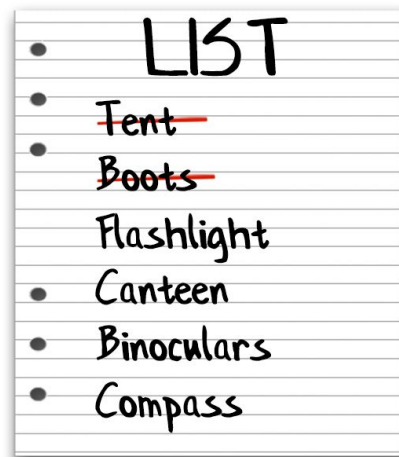 LIST
Tent
Boots
Flashlight
Canteen
Binoculars
Compass